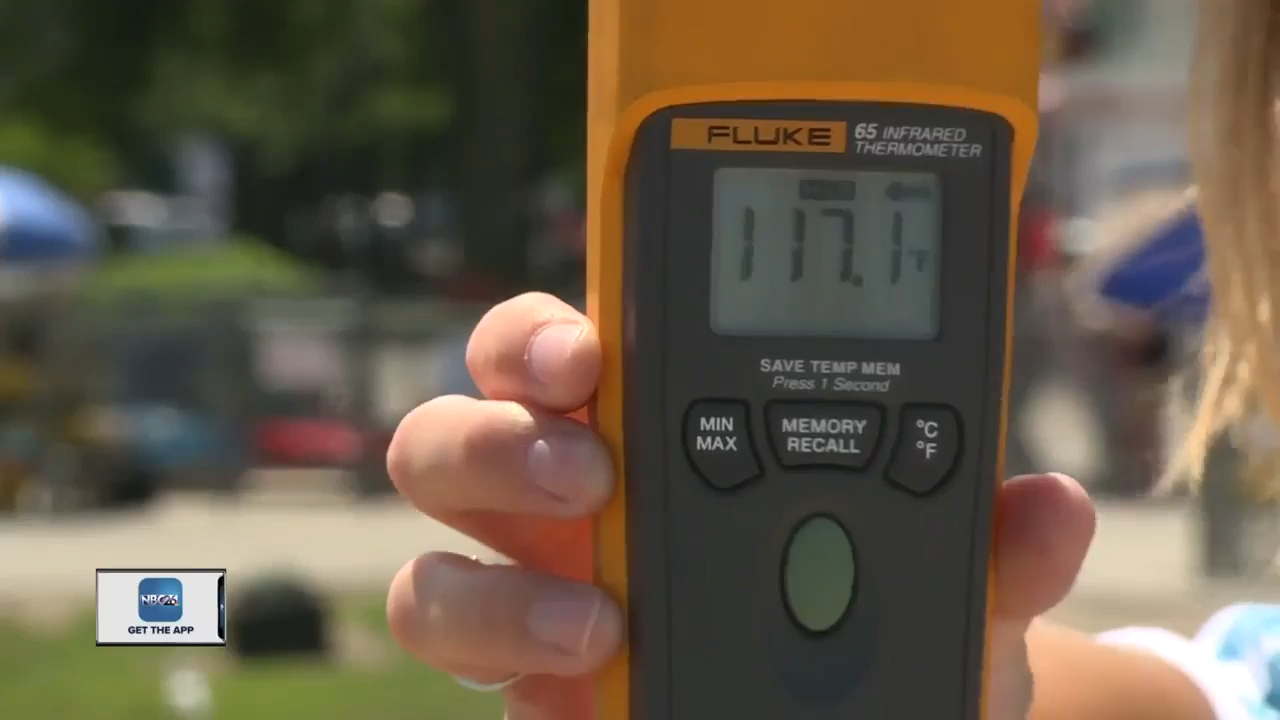 FLUKE
65 INFRARED
THERMOMETER
117.1 °F
SAVE TEMP MEM
Press 1 Second
MIN
MAX
MEMORY
RECALL
°C
°F
NBC26
GET THE APP